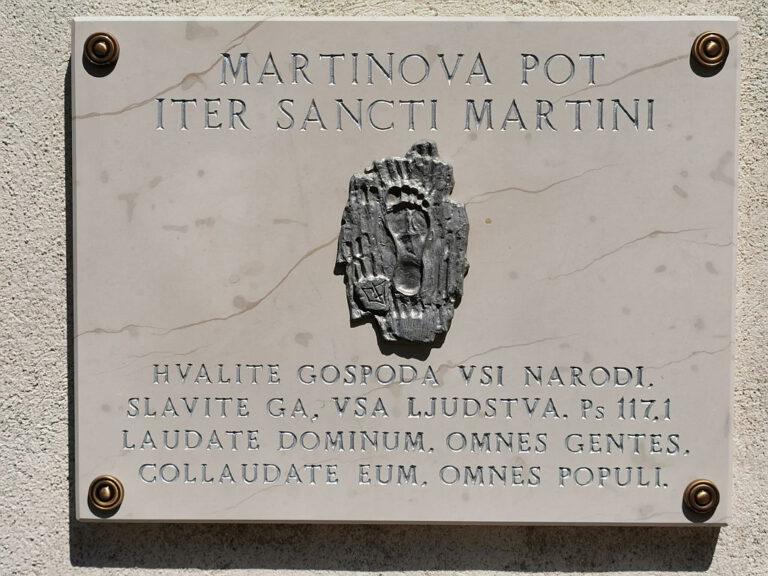 MARTINOVA POT
ITER SANCTI MARTINI
HVALITE GOSPODA VSI NARODI,
SLAVITE GA, VSA LJUDSTVA. Ps 117,1
LAUDATE DOMINUM, OMNES GENTES,
COLLAUDATE EUM, OMNES POPULI.